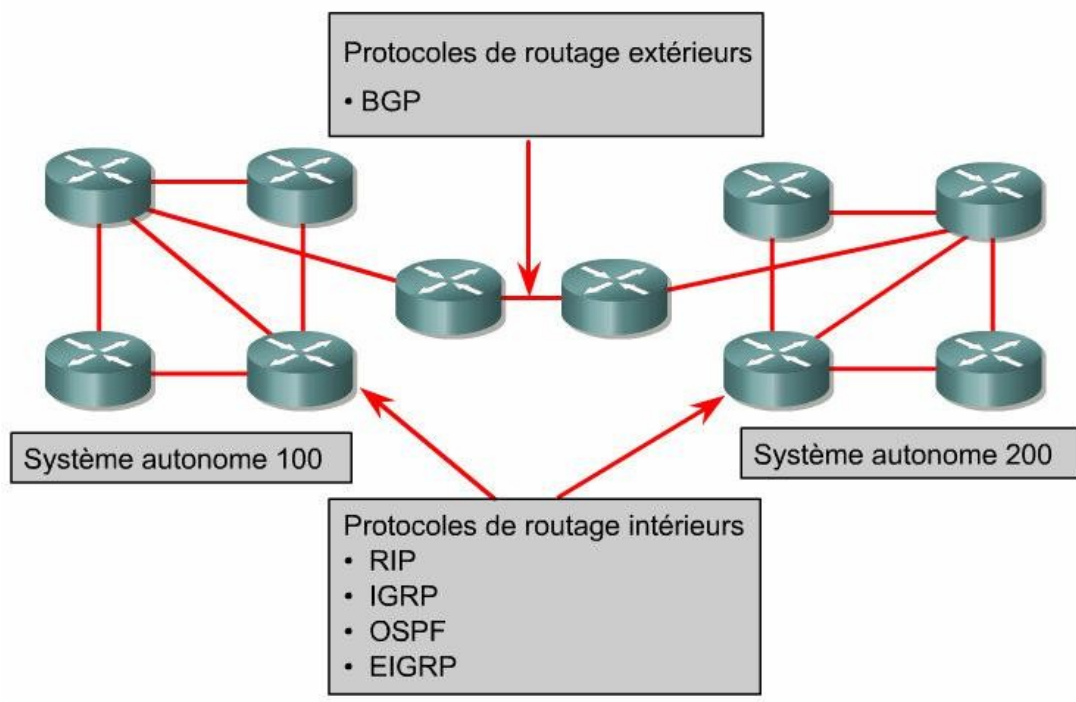 Protocoles de routage extérieurs
• BGP
Système autonome 100
Système autonome 200
Protocoles de routage intérieurs
• RIP
• IGRP
• OSPF
• EIGRP